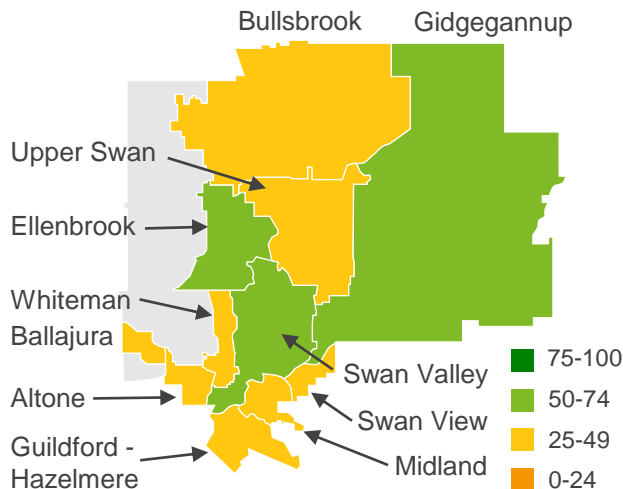 Bullsbrook
Gidgegannup
Upper Swan
Ellenbrook
Whiteman
Ballajura
Altone
Guildford -
Hazelmere
Swan Valley
Swan View
Midland
75-100
50-74
25-49
0-24